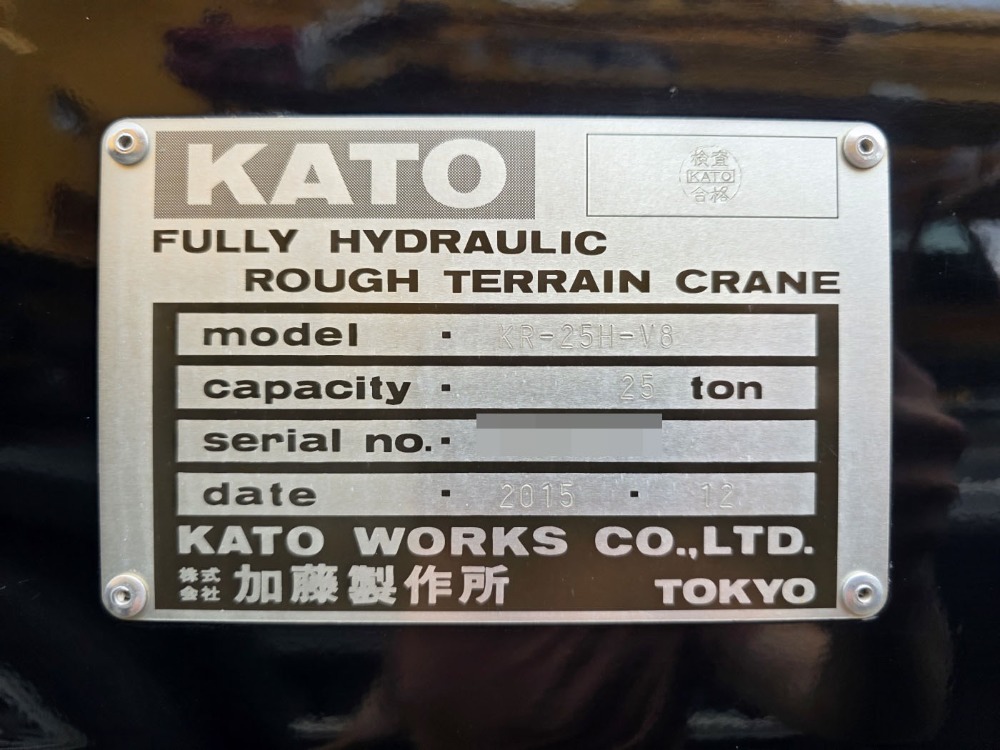 KATO
検査
KATO
合格
FULLY HYDRAULIC
ROUGH TERRAIN CRANE
model · KR-25H-V8
capacity · 25 ton
serial no. ·
date · 2015 · 12
KATO WORKS CO.,LTD.
株式会社 加藤製作所 TOKYO